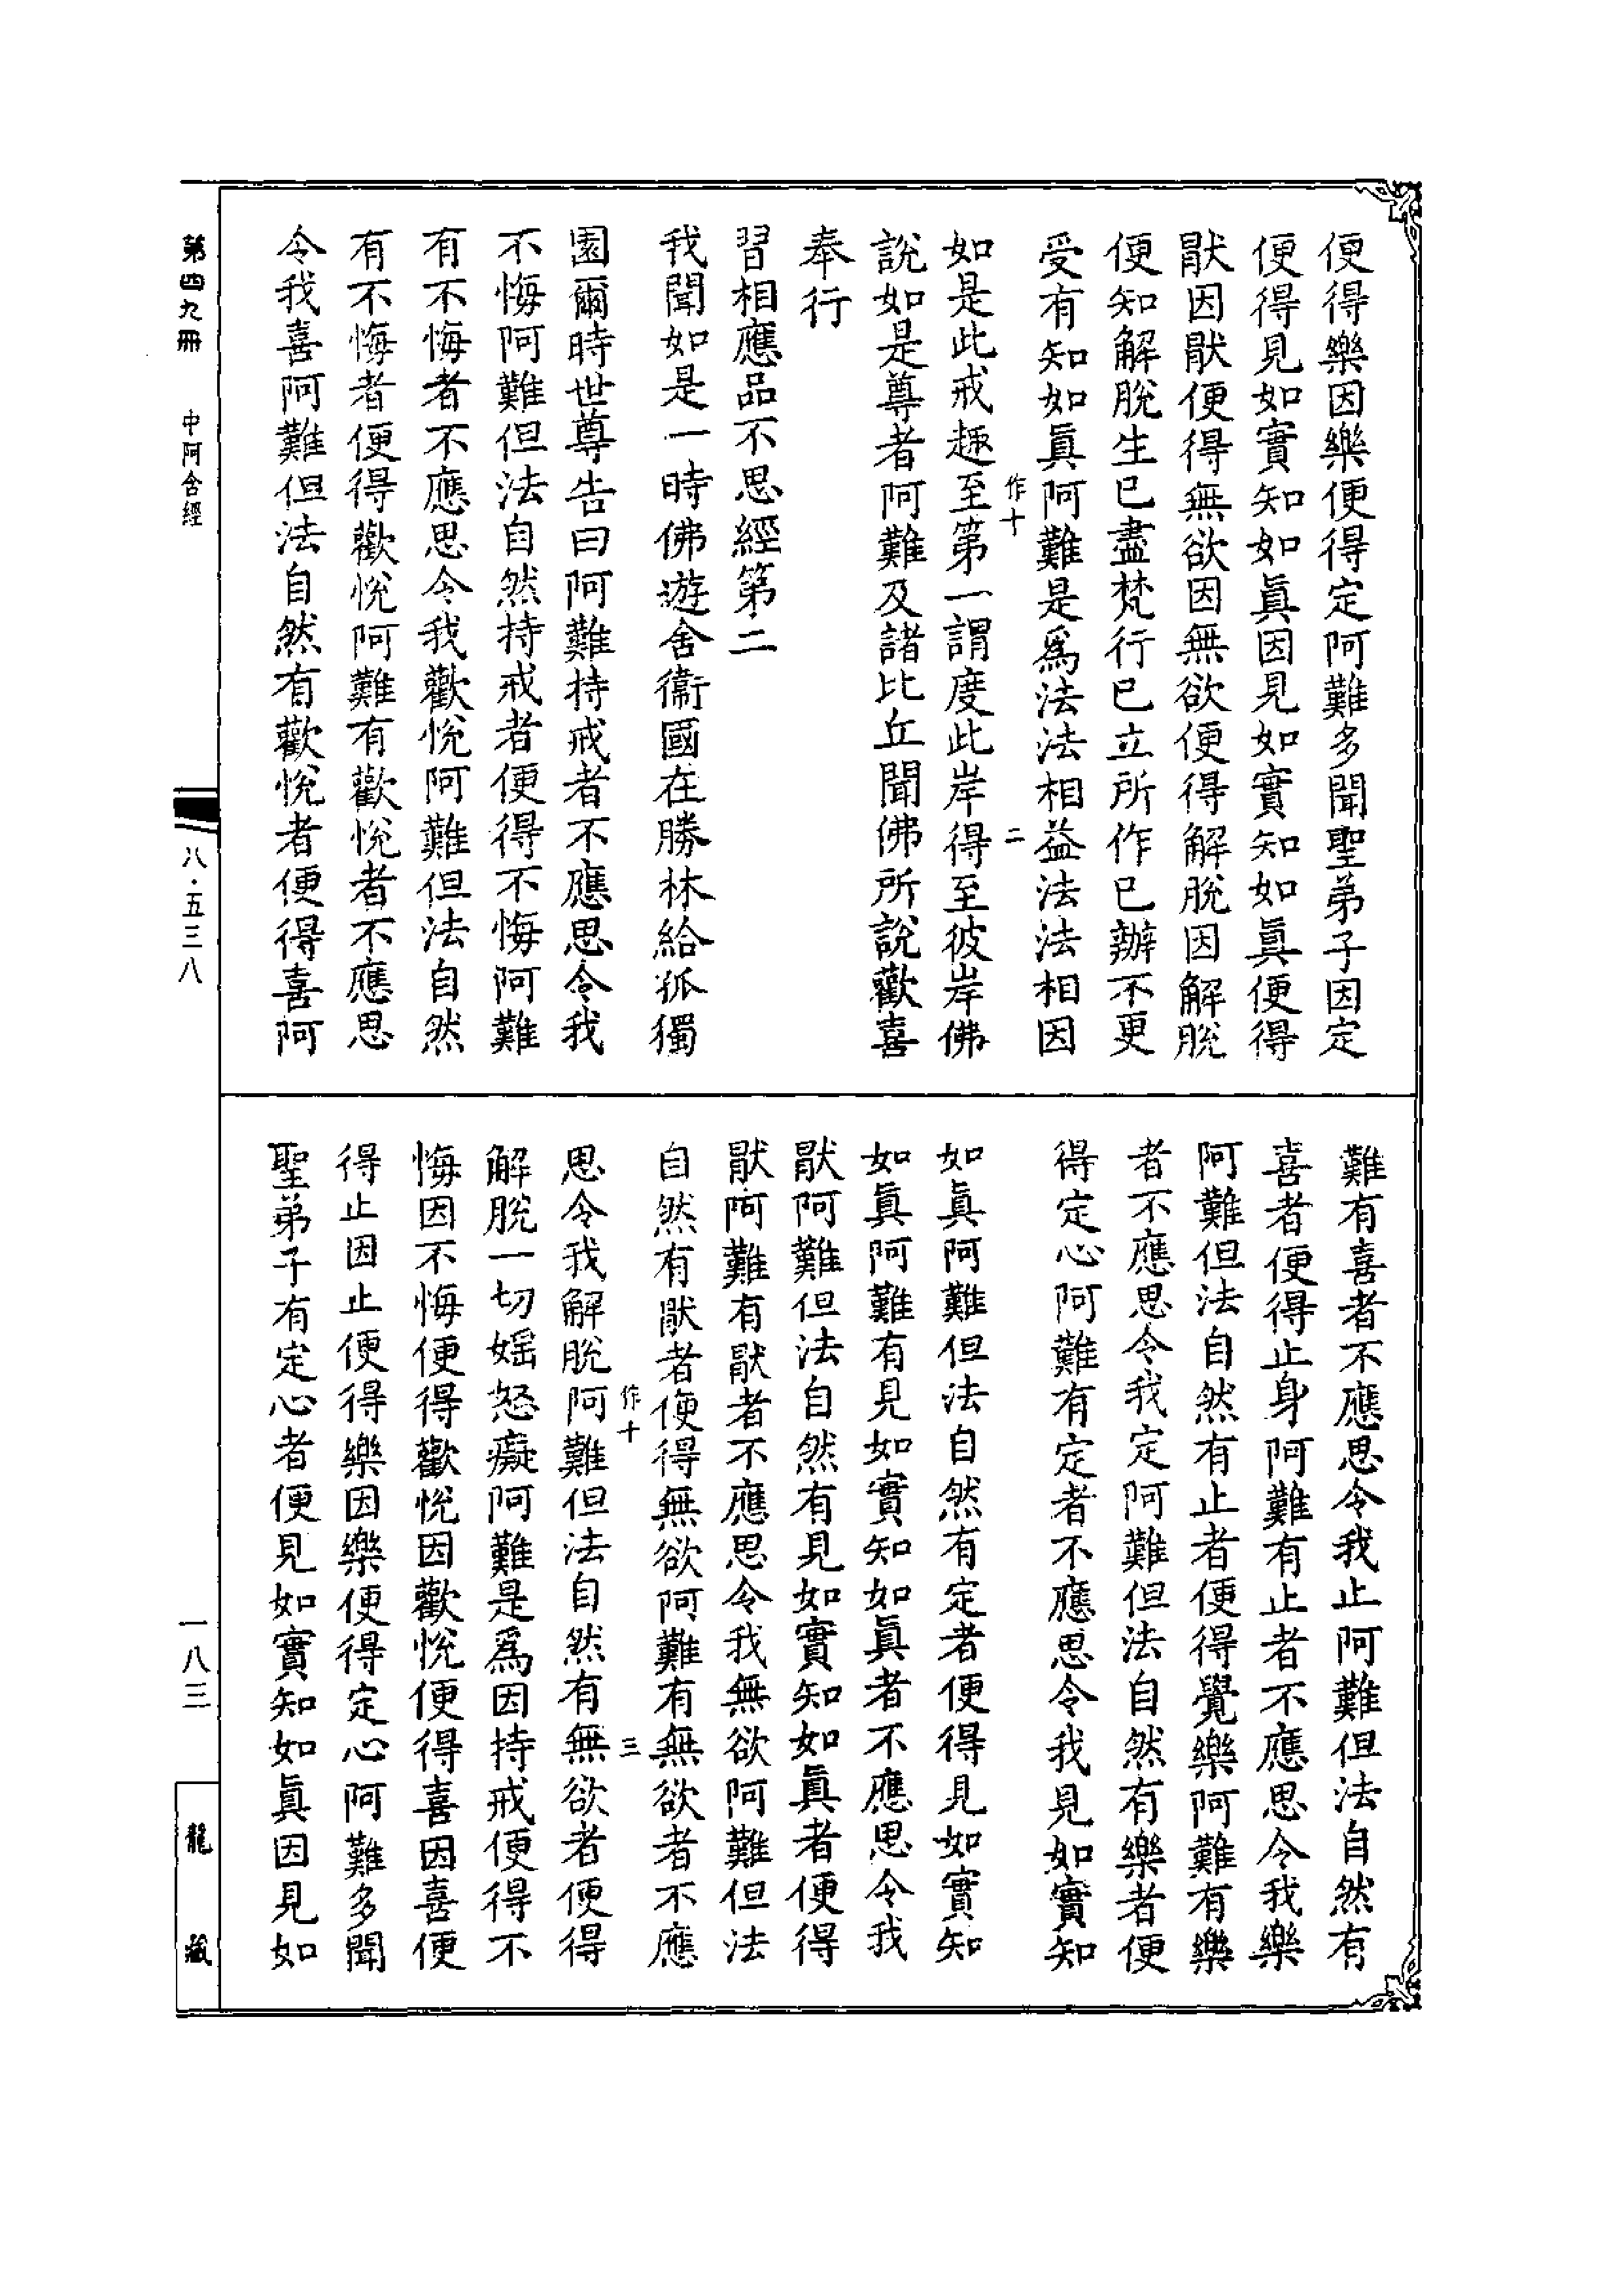 便得樂因樂便得定阿難多聞聖弟子因定
便得見如實知如眞因見如實知如眞便得
猒因猒便得無欲因無欲便得解脫因解脫
便知解脫生已盡梵行已立所作已辦不更
受有知如眞阿難是爲法法相益法法相因
作十 二
如是此戒趣至第一謂度此岸得至彼岸佛
說如是尊者阿難及諸比丘聞佛所說歡喜
奉行
習相應品不思經第二
我聞如是一時佛遊舍衞國在勝林給孤獨
園爾時世尊告曰阿難持戒者不應思令我
不悔阿難但法自然持戒者便得不悔阿難
有不悔者不應思令我歡悅阿難但法自然
有不悔者便得歡悅阿難有歡悅者不應思
令我喜阿難但法自然有歡悅者便得喜阿
難有喜者不應思令我止阿難但法自然有
喜者便得止身阿難有止者不應思令我樂
阿難但法自然有止者便得覺樂阿難有樂
者不應思令我定阿難但法自然有樂者便
得定心阿難有定者不應思令我見如實知
如眞阿難但法自然有定者便得見如實知
如眞阿難有見如實知如眞者不應思令我
猒阿難但法自然有見如實知如眞者便得
猒阿難有猒者不應思令我無欲阿難但法
自然有猒者便得無欲阿難有無欲者不應
作十 三
思令我解脫阿難但法自然有無欲者便得
解脫一切婬怒癡阿難是爲因持戒便得不
悔因不悔便得歡悅因歡悅便得喜因喜便
得止因止便得樂因樂便得定心阿難多聞
聖弟子有定心者便見如實知如眞因見如
第四九冊 中阿含經 八·五三八 一八三 龍藏